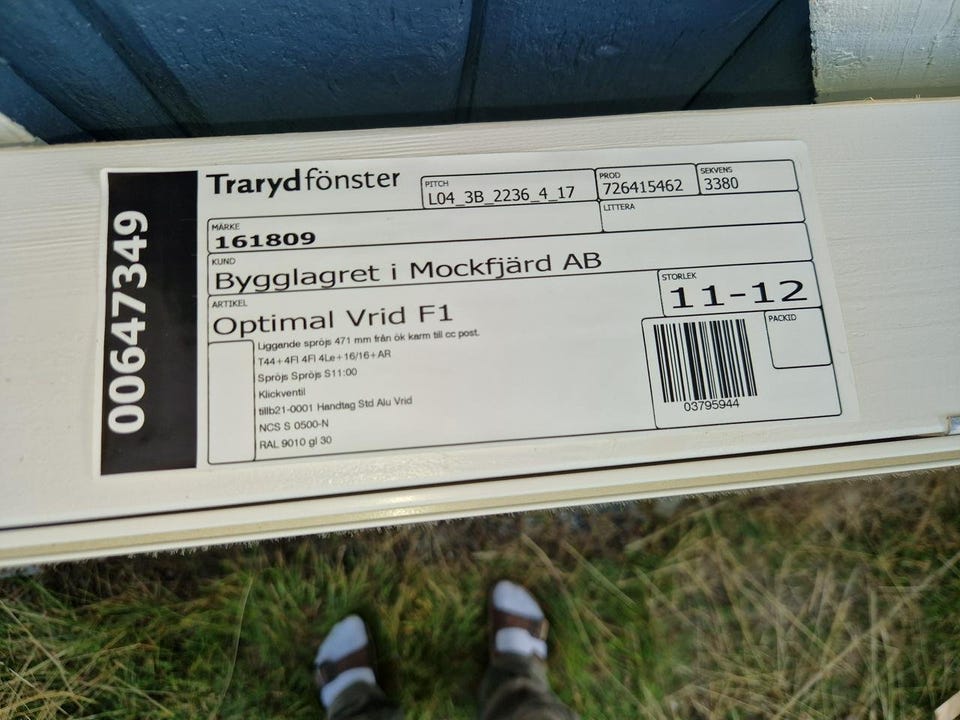 00647349
Tarydfönster
PITCH
L04_3B_2236_4_17
PROD
726415462
SEKVENS
3380
MÄRKE
161809
LITTERA
KUND
Bygglagret i Mockfjärd AB
ARTIKEL
Optimal Vrid F1
STORLEK
11-12
Liggande spröjs 471 mm från ök karm till cc post.
T44+4Fl 4Fl 4Le+16/16+AR
Spröjs Spröjs S11:00
Klickventil
tillb21-0001 Handtag Std Alu Vrid
NCS S 0500-N
RAL 9010 gl 30
PACKID
03795944